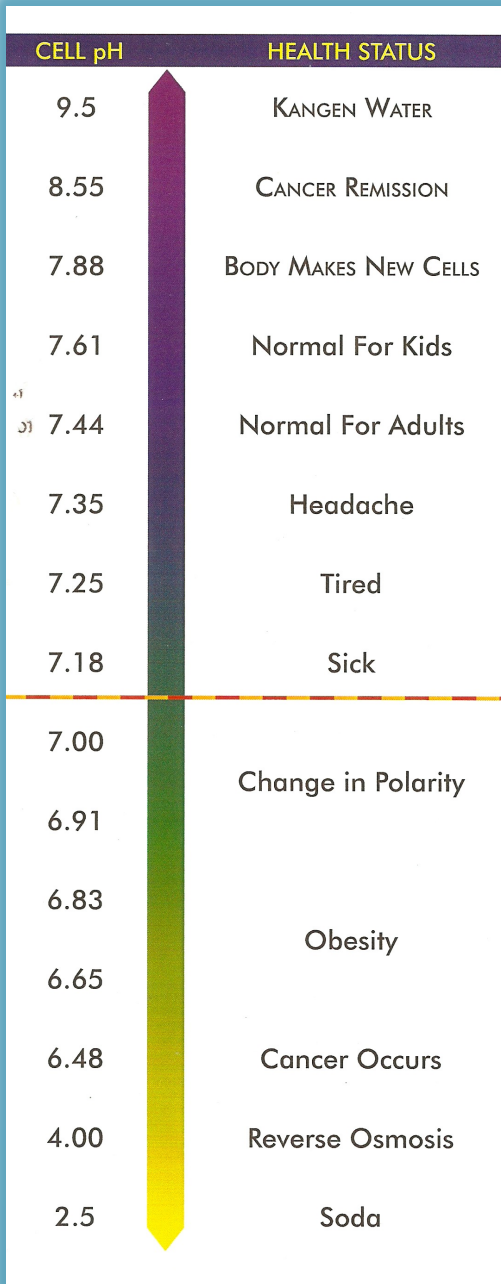 CELL pH HEALTH STATUS
9.5 KANGEN WATER
8.55 CANCER REMISSION
7.88 BODY MAKES NEW CELLS
7.61 Normal For Kids
7.44 Normal For Adults
7.35 Headache
7.25 Tired
7.18 Sick
7.00
Change in Polarity
6.91
6.83
Obesity
6.65
6.48 Cancer Occurs
4.00 Reverse Osmosis
2.5 Soda